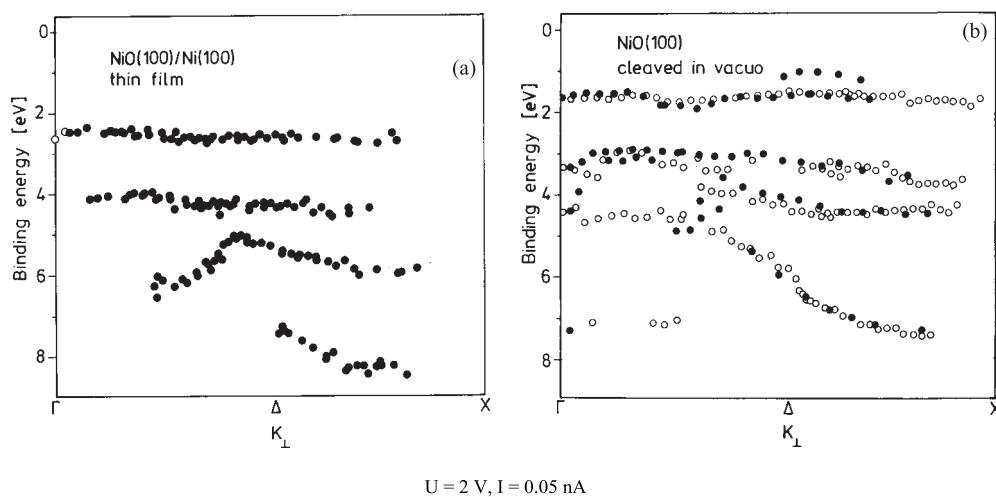 NiO(100)/Ni(100)
thin film
(a)
0
2
4
6
8
Binding energy [eV]
Γ
Δ
X
K⊥
NiO(100)
cleaved in vacuo
(b)
0
2
4
6
8
Binding energy [eV]
Γ
Δ
X
K⊥
U = 2 V, I = 0.05 nA